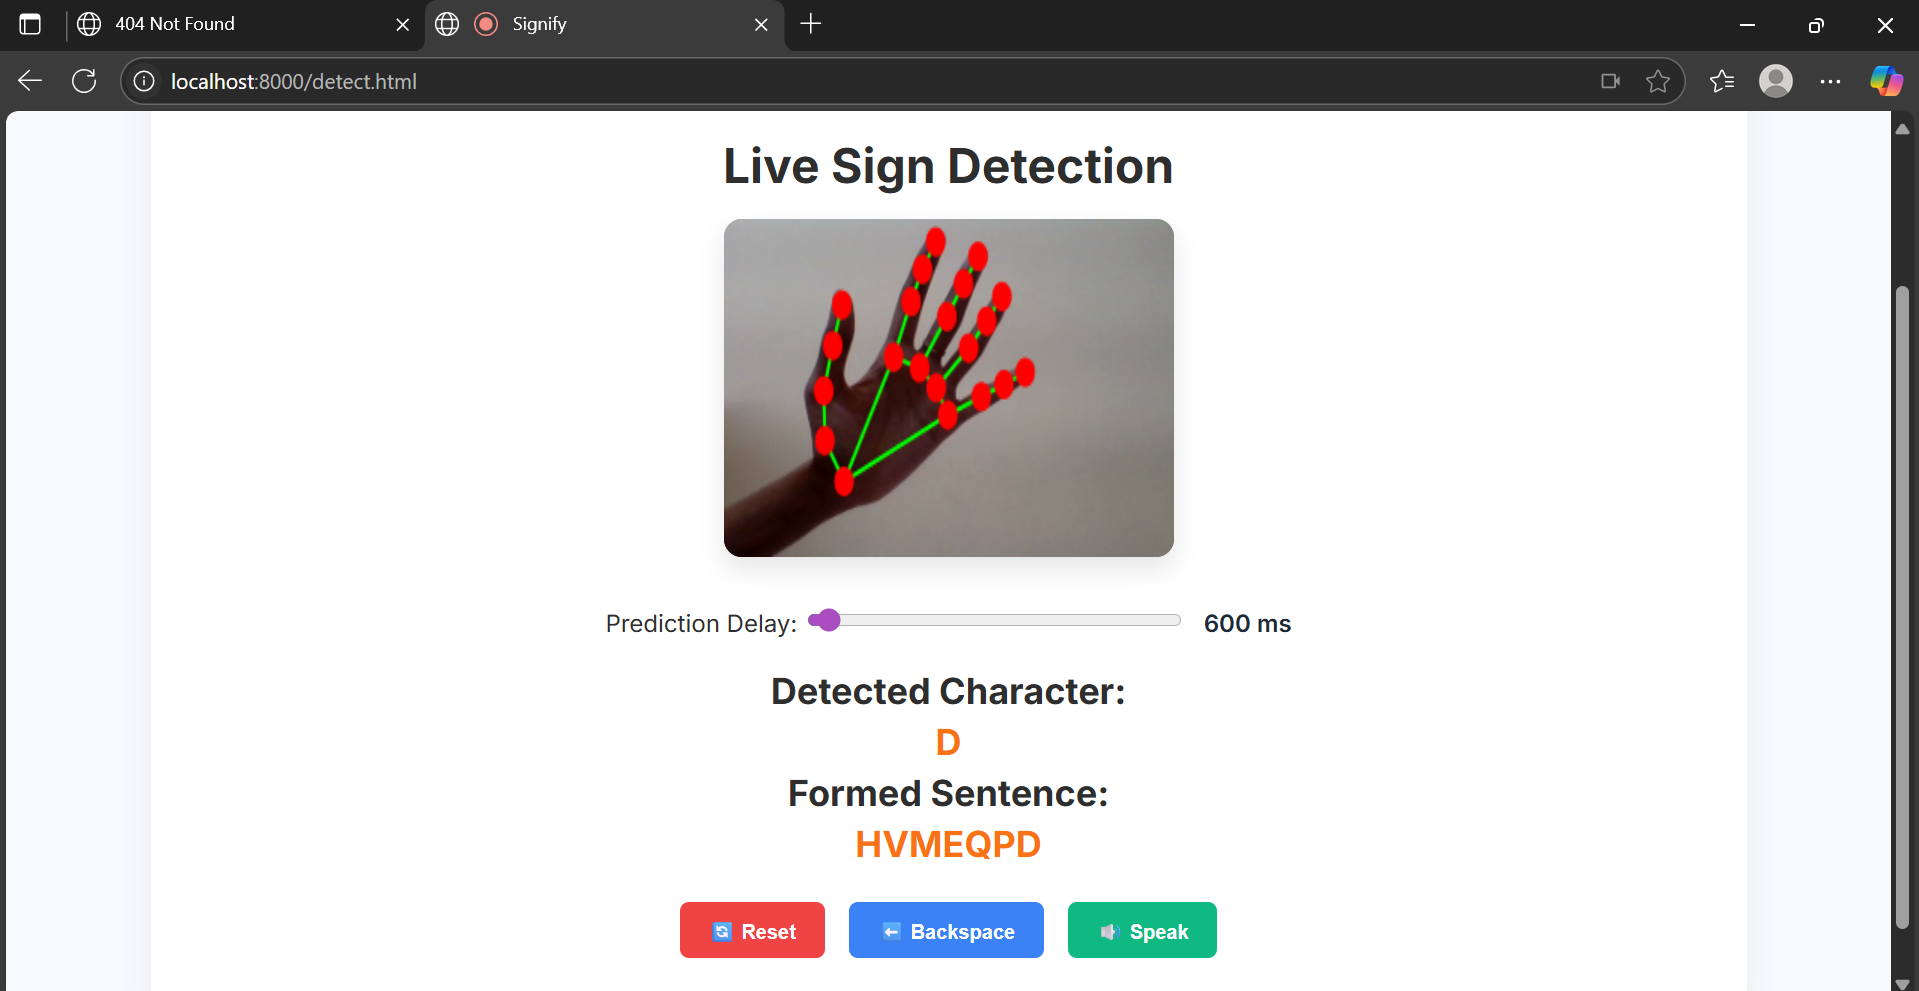 404 Not Found
Signify
localhost:8000/detect.html
Live Sign Detection
Prediction Delay: 600 ms
Detected Character:
D
Formed Sentence:
HVMEQPD
Reset
Backspace
Speak